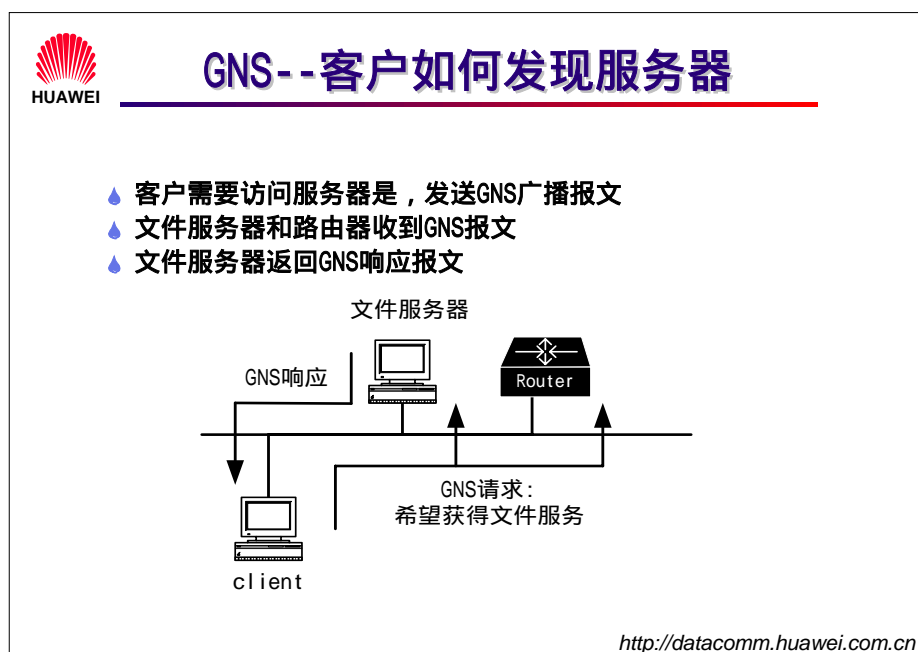 HUAWEI
GNS--客户如何发现服务器
客户需要访问服务器是，发送GNS广播报文
文件服务器和路由器收到GNS报文
文件服务器返回GNS响应报文
文件服务器
GNS响应
Router
GNS请求:
希望获得文件服务
client
http://datacomm.huawei.com.cn